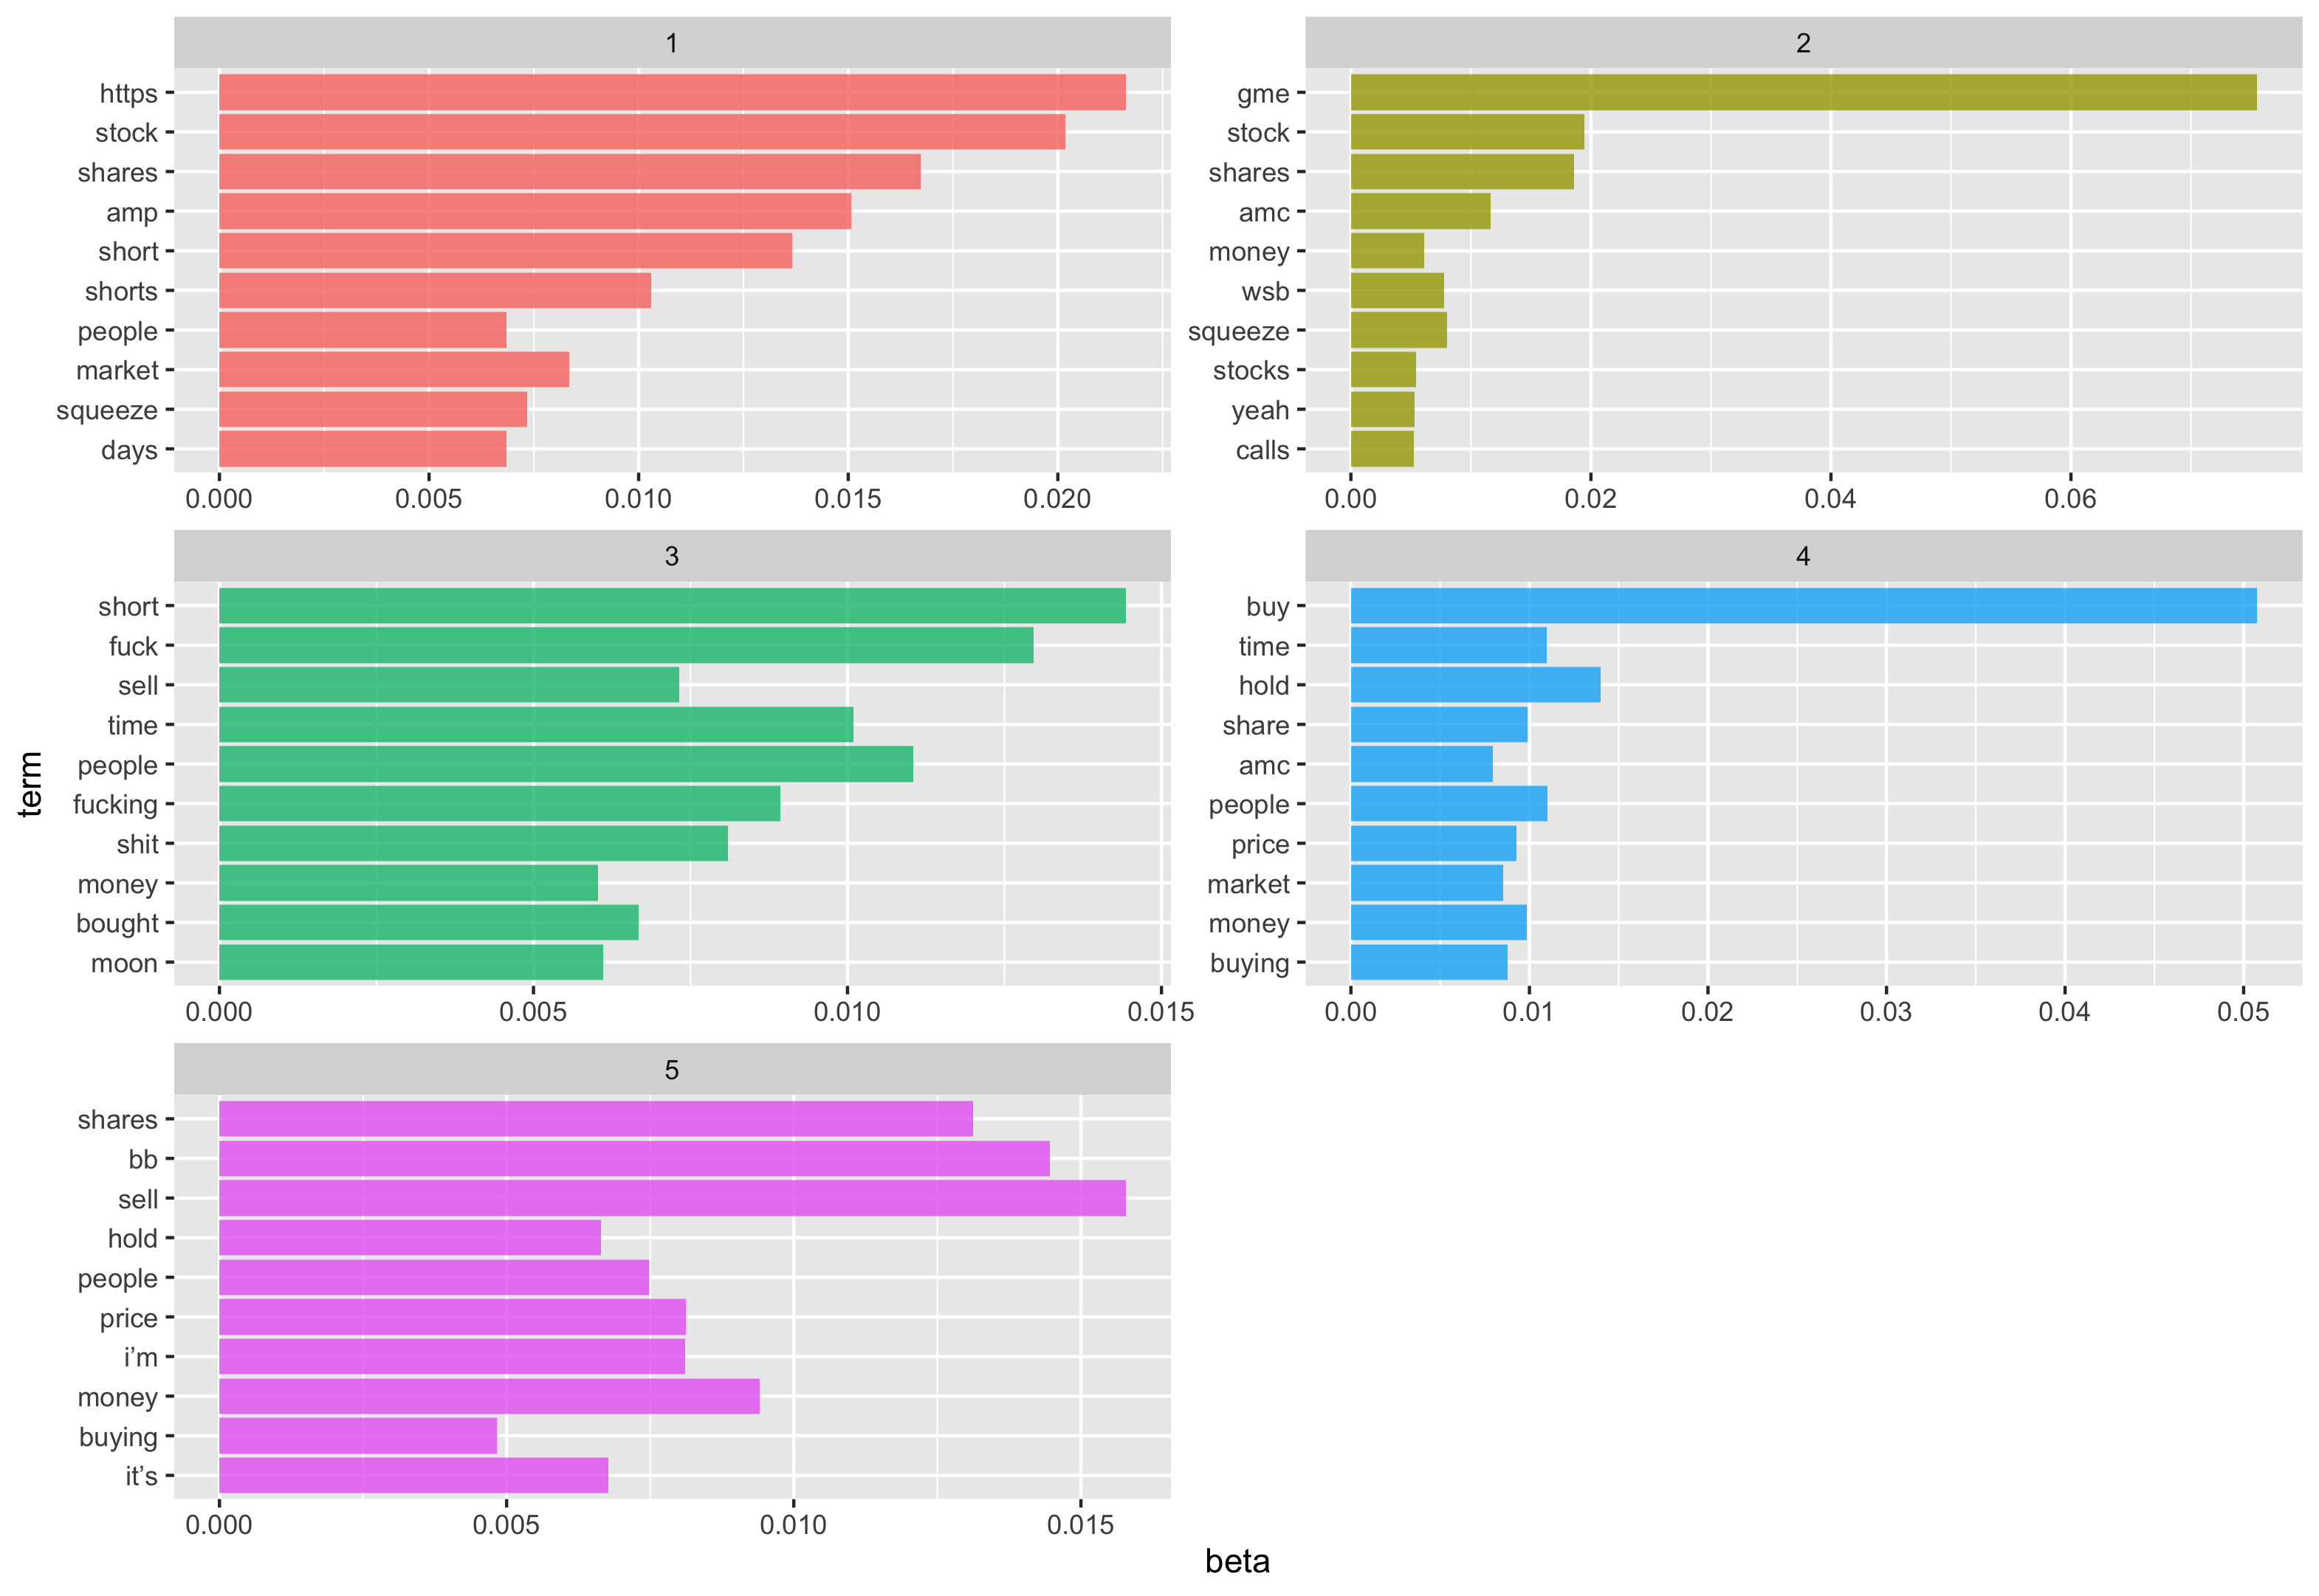 1
https
stock
shares
amp
short
shorts
people
market
squeeze
days
0.000 0.005 0.010 0.015 0.020
2
gme
stock
shares
amc
money
wsb
squeeze
stocks
yeah
calls
0.00 0.02 0.04 0.06
3
short
fuck
sell
time
people
fucking
shit
money
bought
moon
0.000 0.005 0.010 0.015
4
buy
time
hold
share
amc
people
price
market
money
buying
0.00 0.01 0.02 0.03 0.04 0.05
5
shares
bb
sell
hold
people
price
i’m
money
buying
it’s
0.000 0.005 0.010 0.015
term
beta